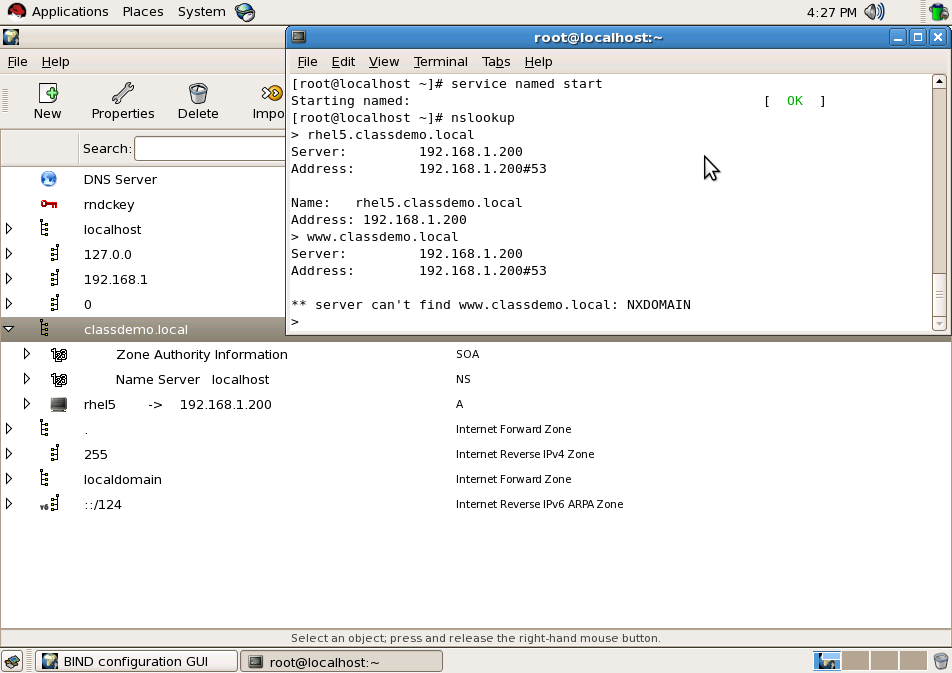 Applications Places System 4:27 PM
root@localhost:~
File Help
File Edit View Terminal Tabs Help
New Properties Delete Impo
Search:
[root@localhost ~]# service named start
Starting named: [ OK ]
[root@localhost ~]# nslookup
> rhel5.classdemo.local
Server: 192.168.1.200
Address: 192.168.1.200#53
Name: rhel5.classdemo.local
Address: 192.168.1.200
> www.classdemo.local
Server: 192.168.1.200
Address: 192.168.1.200#53
** server can't find www.classdemo.local: NXDOMAIN
>
DNS Server
rndckey
localhost
127.0.0
192.168.1
0
classdemo.local
123 Zone Authority Information SOA
123 Name Server localhost NS
rhel5 -> 192.168.1.200 A
. Internet Forward Zone
255 Internet Reverse IPv4 Zone
localdomain Internet Forward Zone
v6 ::/124 Internet Reverse IPv6 ARPA Zone
Select an object; press and release the right-hand mouse button.
BIND configuration GUI root@localhost:~